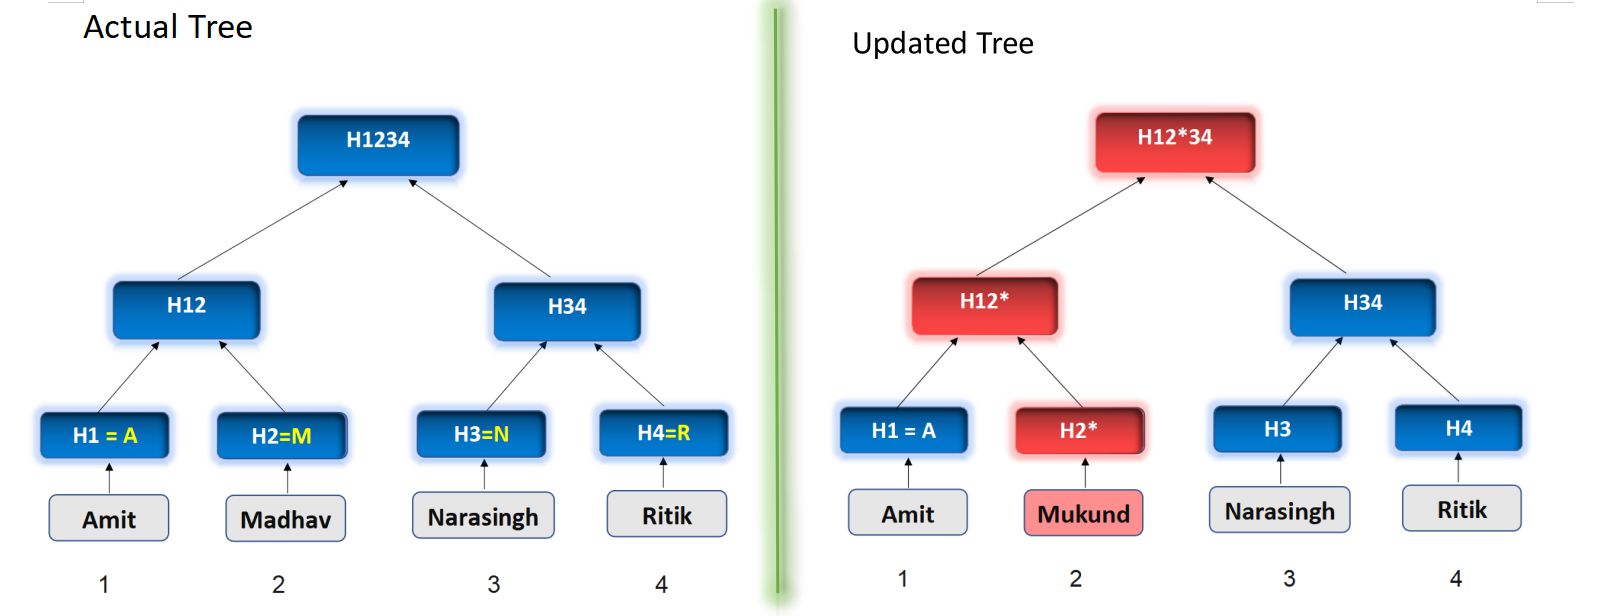 Actual Tree
H1234
H12
H34
H1 = A
H2=M
H3=N
H4=R
Amit
Madhav
Narasingh
Ritik
1
2
3
4
Updated Tree
H12*34
H12*
H34
H1 = A
H2*
H3
H4
Amit
Mukund
Narasingh
Ritik
1
2
3
4